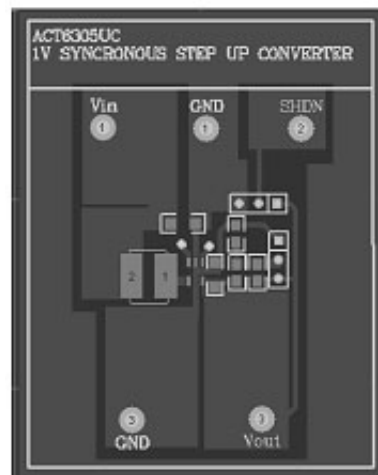 ACT6305UC
1V SYNCRONOUS STEP UP CONVERTER
Vin GND SHDN
1 1 2
2 1
3 3
GND Vout